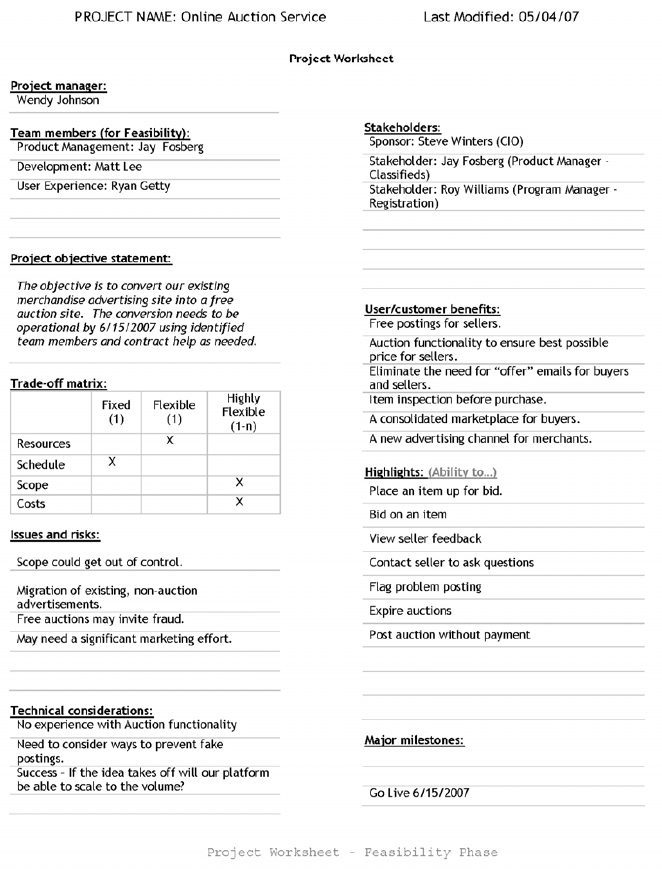 PROJECT NAME: Online Auction Service
Last Modified: 05/04/07
Project Worksheet
Project manager:
Wendy Johnson
Team members (for Feasibility):
Product Management: Jay Fosberg
Development: Matt Lee
User Experience: Ryan Getty
Project objective statement:
The objective is to convert our existing
merchandise advertising site into a free
auction site. The conversion needs to be
operational by 6/15/2007 using identified
team members and contract help as needed.
Trade-off matrix:
Fixed (1) Flexible (1) Highly Flexible (1-n)
Resources X
Schedule X
Scope X
Costs X
Issues and risks:
Scope could get out of control.
Migration of existing, non-auction
advertisements.
Free auctions may invite fraud.
May need a significant marketing effort.
Technical considerations:
No experience with Auction functionality
Need to consider ways to prevent fake
postings.
Success - If the idea takes off will our platform
be able to scale to the volume?
Stakeholders:
Sponsor: Steve Winters (CIO)
Stakeholder: Jay Fosberg (Product Manager -
Classifieds)
Stakeholder: Roy Williams (Program Manager -
Registration)
User/customer benefits:
Free postings for sellers.
Auction functionality to ensure best possible
price for sellers.
Eliminate the need for "offer" emails for buyers
and sellers.
Item inspection before purchase.
A consolidated marketplace for buyers.
A new advertising channel for merchants.
Highlights: (Ability to...)
Place an item up for bid.
Bid on an item
View seller feedback
Contact seller to ask questions
Flag problem posting
Expire auctions
Post auction without payment
Major milestones:
Go Live 6/15/2007
Project Worksheet - Feasibility Phase